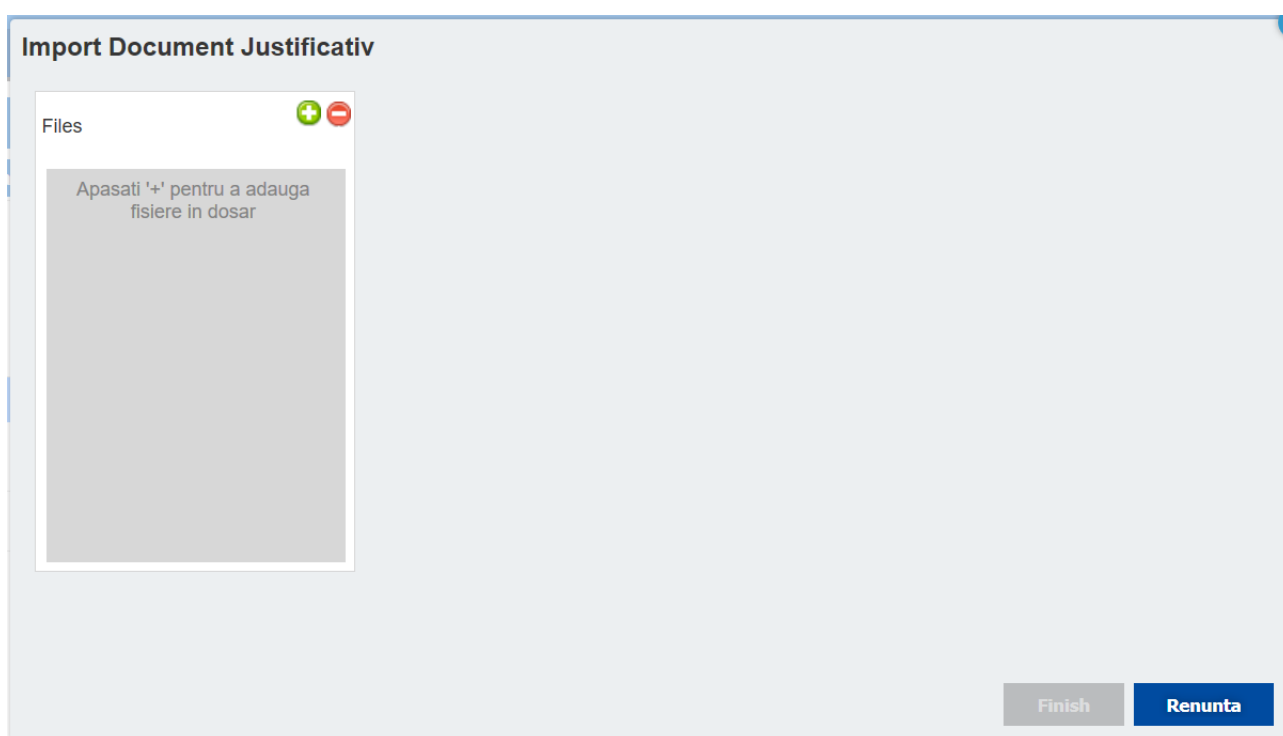 Import Document Justificativ
Files
Apasati '+' pentru a adauga
fisiere in dosar
Finish
Renunta